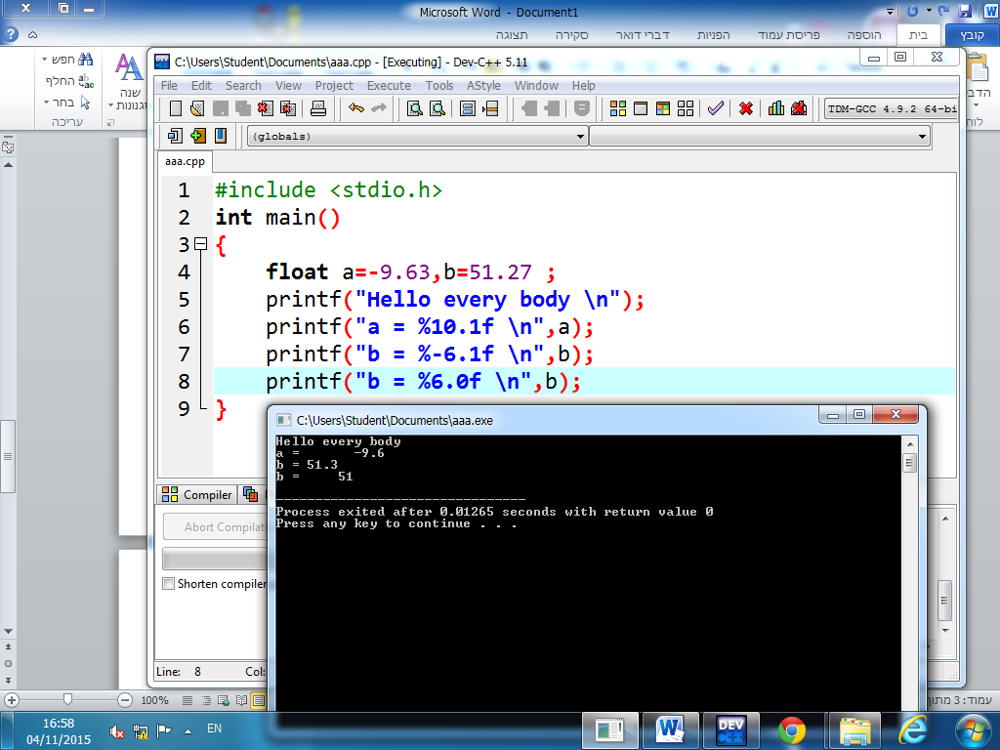 Microsoft Word - Document1
קובץ
בית
הוספה
פריסת עמוד
הפניות
דברי דואר
סקירה
תצוגה
חפש
החלף
בחר
עריכה
שנה
C:\Users\Student\Documents\aaa.cpp - [Executing] - Dev-C++ 5.11
File Edit Search View Project Execute Tools AStyle Window Help
TDM-GCC 4.9.2 64-bi
(globals)
aaa.cpp
1 #include <stdio.h>
2 int main()
3 {
4 float a=-9.63,b=51.27 ;
5 printf("Hello every body \n");
6 printf("a = %10.1f \n",a);
7 printf("b = %-6.1f \n",b);
8 printf("b = %6.0f \n",b);
9 }
C:\Users\Student\Documents\aaa.exe
Hello every body
a =       -9.6
b = 51.3
b =     51
--------------------------------
Process exited after 0.01265 seconds with return value 0
Press any key to continue . . .
Compiler
Abort Compilati
Shorten compiler
Line: 8 Col:
100%
עמוד: 3 מתוך
16:58
04/11/2015
EN
DEV